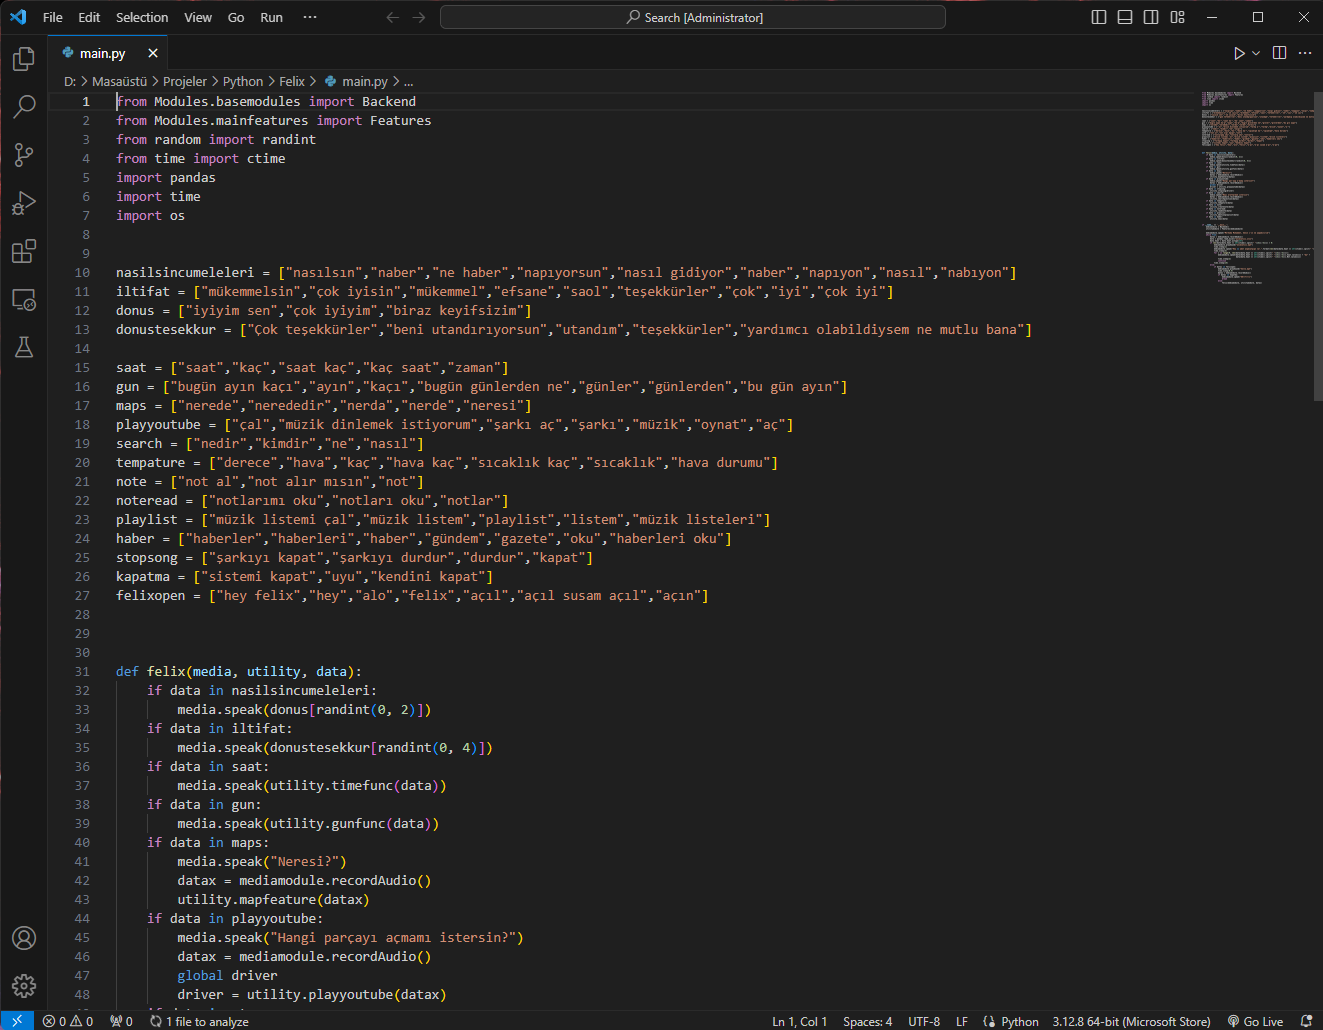 File Edit Selection View Go Run ··· Search [Administrator]
main.py
D: > Masaüstü > Projeler > Python > Felix > main.py > ...
1 from Modules.basemodules import Backend
2 from Modules.mainfeatures import Features
3 from random import randint
4 from time import ctime
5 import pandas
6 import time
7 import os
8
9
10 nasilsincumeleleri = ["nasılsın","naber","ne haber","napıyorsun","nasıl gidiyor","naber","napıyon","nasıl","nabıyon"]
11 iltifat = ["mükemmelsin","çok iyisin","mükemmel","efsane","saol","teşekkürler","çok","iyi","çok iyi"]
12 donus = ["iyiyim sen","çok iyiyim","biraz keyifsizim"]
13 donustesekkur = ["Çok teşekkürler","beni utandırıyorsun","utandım","teşekkürler","yardımcı olabildiysem ne mutlu bana"]
14
15 saat = ["saat","kaç","saat kaç","kaç saat","zaman"]
16 gun = ["bugün ayın kaçı","ayın","kaçı","bugün günlerden ne","günler","günlerden","bu gün ayın"]
17 maps = ["nerede","nerededir","nerda","nerde","neresi"]
18 playyoutube = ["çal","müzik dinlemek istiyorum","şarkı aç","şarkı","müzik","oynat","aç"]
19 search = ["nedir","kimdir","ne","nasıl"]
20 tempature = ["derece","hava","kaç","hava kaç","sıcaklık kaç","sıcaklık","hava durumu"]
21 note = ["not al","not alır mısın","not"]
22 noteread = ["notlarımı oku","notları oku","notlar"]
23 playlist = ["müzik listemi çal","müzik listem","playlist","listem","müzik listeleri"]
24 haber = ["haberler","haberleri","haber","gündem","gazete","oku","haberleri oku"]
25 stopsong = ["şarkıyı kapat","şarkıyı durdur","durdur","kapat"]
26 kapatma = ["sistemi kapat","uyu","kendini kapat"]
27 felixopen = ["hey felix","hey","alo","felix","açıl","açıl susam açıl","açın"]
28
29
30
31 def felix(media, utility, data):
32 if data in nasilsincumeleleri:
33 media.speak(donus[randint(0, 2)])
34 if data in iltifat:
35 media.speak(donustesekkur[randint(0, 4)])
36 if data in saat:
37 media.speak(utility.timefunc(data))
38 if data in gun:
39 media.speak(utility.gunfunc(data))
40 if data in maps:
41 media.speak("Neresi?")
42 datax = mediamodule.recordAudio()
43 utility.mapfeature(datax)
44 if data in playyoutube:
45 media.speak("Hangi parçayı açmamı istersin?")
46 datax = mediamodule.recordAudio()
47 global driver
48 driver = utility.playyoutube(datax)
0 0 0 1 file to analyze Ln 1, Col 1 Spaces: 4 UTF-8 LF Python 3.12.8 64-bit (Microsoft Store) Go Live